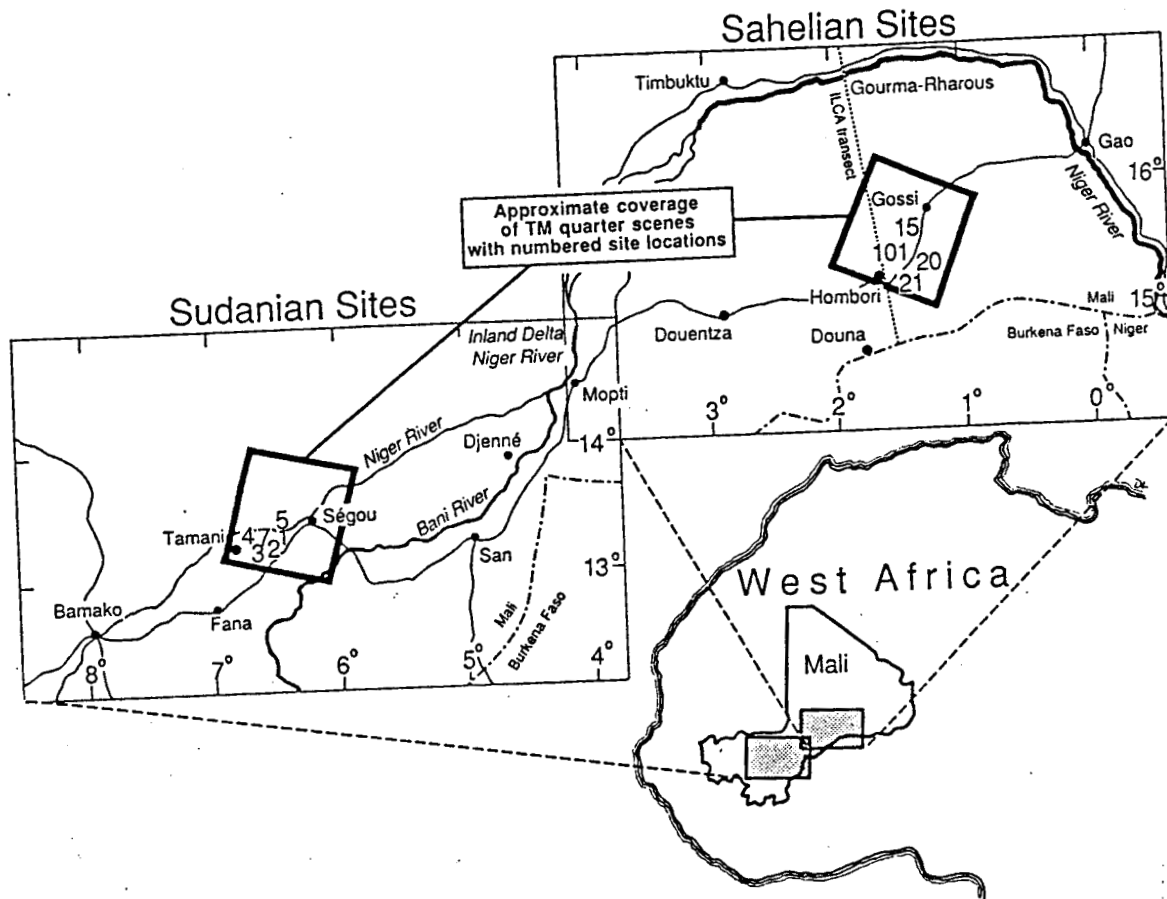 Sahelian Sites
Timbuktu
Gourma-Rharous
ILCA transect
Gao
16°
Niger River
Gossi
15
101
20
21
Hombori
15°
Mali
Burkena Faso
Niger
Douentza
Douna
3°
2°
1°
0°
Approximate coverage
of TM quarter scenes
with numbered site locations
Sudanian Sites
Inland Delta
Niger River
Mopti
Niger River
Djenné
14°
Bani River
Ségou
5
Tamani
4
7
1
3
2
San
13°
Bamako
Fana
Mali
Burkena Faso
8°
7°
6°
5°
4°
West Africa
Mali